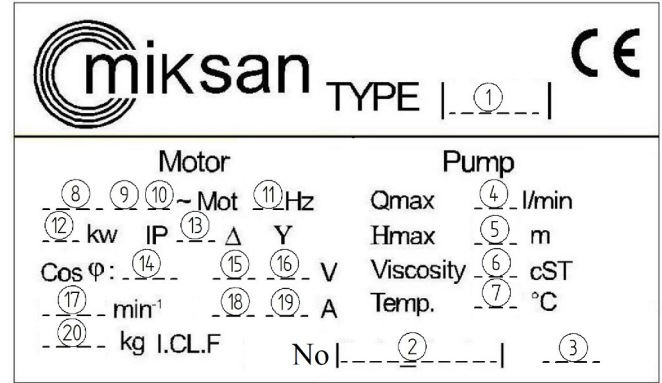 miksan TYPE | 1 | CE
Motor
8 9 10 ~ Mot 11 Hz
12 kw IP 13 Δ Y
Cos φ: 14 15 16 V
17 min⁻¹ 18 19 A
20 kg I.CL.F
Pump
Qmax 4 l/min
Hmax 5 m
Viscosity 6 cST
Temp. 7 °C
No | 2 | 3